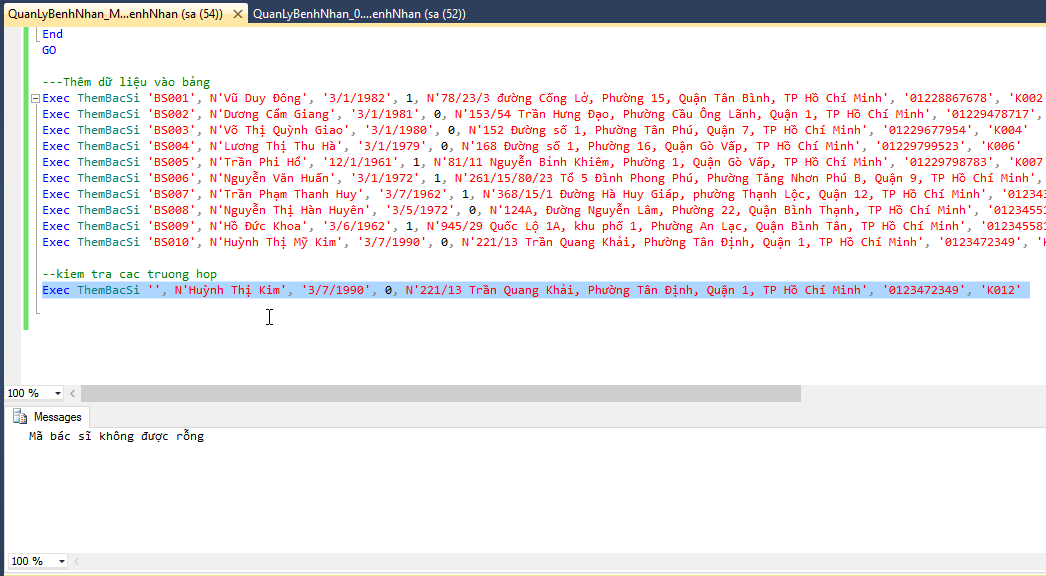 QuanLyBenhNhan_M...enhNhan (sa (54)) QuanLyBenhNhan_0....enhNhan (sa (52))
End
GO
---Thêm dữ liệu vào bảng
Exec ThemBacSi 'BS001', N'Vũ Duy Đông', '3/1/1982', 1, N'78/23/3 đường Cống Lở, Phường 15, Quận Tân Bình, TP Hồ Chí Minh', '01228867678', 'K002
Exec ThemBacSi 'BS002', N'Dương Cẩm Giang', '3/1/1981', 0, N'153/54 Trần Hưng Đạo, Phường Cầu Ông Lãnh, Quận 1, TP Hồ Chí Minh', '01229478717',
Exec ThemBacSi 'BS003', N'Võ Thị Quỳnh Giao', '3/1/1980', 0, N'152 Đường số 1, Phường Tân Phú, Quận 7, TP Hồ Chí Minh', '01229677954', 'K004'
Exec ThemBacSi 'BS004', N'Lương Thị Thu Hà', '3/1/1979', 0, N'168 Đường số 1, Phường 16, Quận Gò Vấp, TP Hồ Chí Minh', '01229799523', 'K006'
Exec ThemBacSi 'BS005', N'Trần Phi Hổ', '12/1/1961', 1, N'81/11 Nguyễn Bỉnh Khiêm, Phường 1, Quận Gò Vấp, TP Hồ Chí Minh', '01229798783', 'K007
Exec ThemBacSi 'BS006', N'Nguyễn Văn Huấn', '3/1/1972', 1, N'261/15/80/23 Tổ 5 Đình Phong Phú, Phường Tăng Nhơn Phú B, Quận 9, TP Hồ Chí Minh',
Exec ThemBacSi 'BS007', N'Trần Phạm Thanh Huy', '3/7/1962', 1, N'368/15/1 Đường Hà Huy Giáp, phường Thạnh Lộc, Quận 12, TP Hồ Chí Minh', '01234
Exec ThemBacSi 'BS008', N'Nguyễn Thị Hàn Huyên', '3/5/1972', 0, N'124A, Đường Nguyễn Lâm, Phường 22, Quận Bình Thạnh, TP Hồ Chí Minh', '01234551
Exec ThemBacSi 'BS009', N'Hồ Đức Khoa', '3/6/1962', 1, N'945/29 Quốc Lộ 1A, khu phố 1, Phường An Lạc, Quận Bình Tân, TP Hồ Chí Minh', '012345581
Exec ThemBacSi 'BS010', N'Huỳnh Thị Mỹ Kim', '3/7/1990', 0, N'221/13 Trần Quang Khải, Phường Tân Định, Quận 1, TP Hồ Chí Minh', '0123472349',
--kiem tra cac truong hop
Exec ThemBacSi '', N'Huỳnh Thị Kim', '3/7/1990', 0, N'221/13 Trần Quang Khải, Phường Tân Định, Quận 1, TP Hồ Chí Minh', '0123472349', 'K012'
100 %
Messages
Mã bác sĩ không được rỗng
100 %